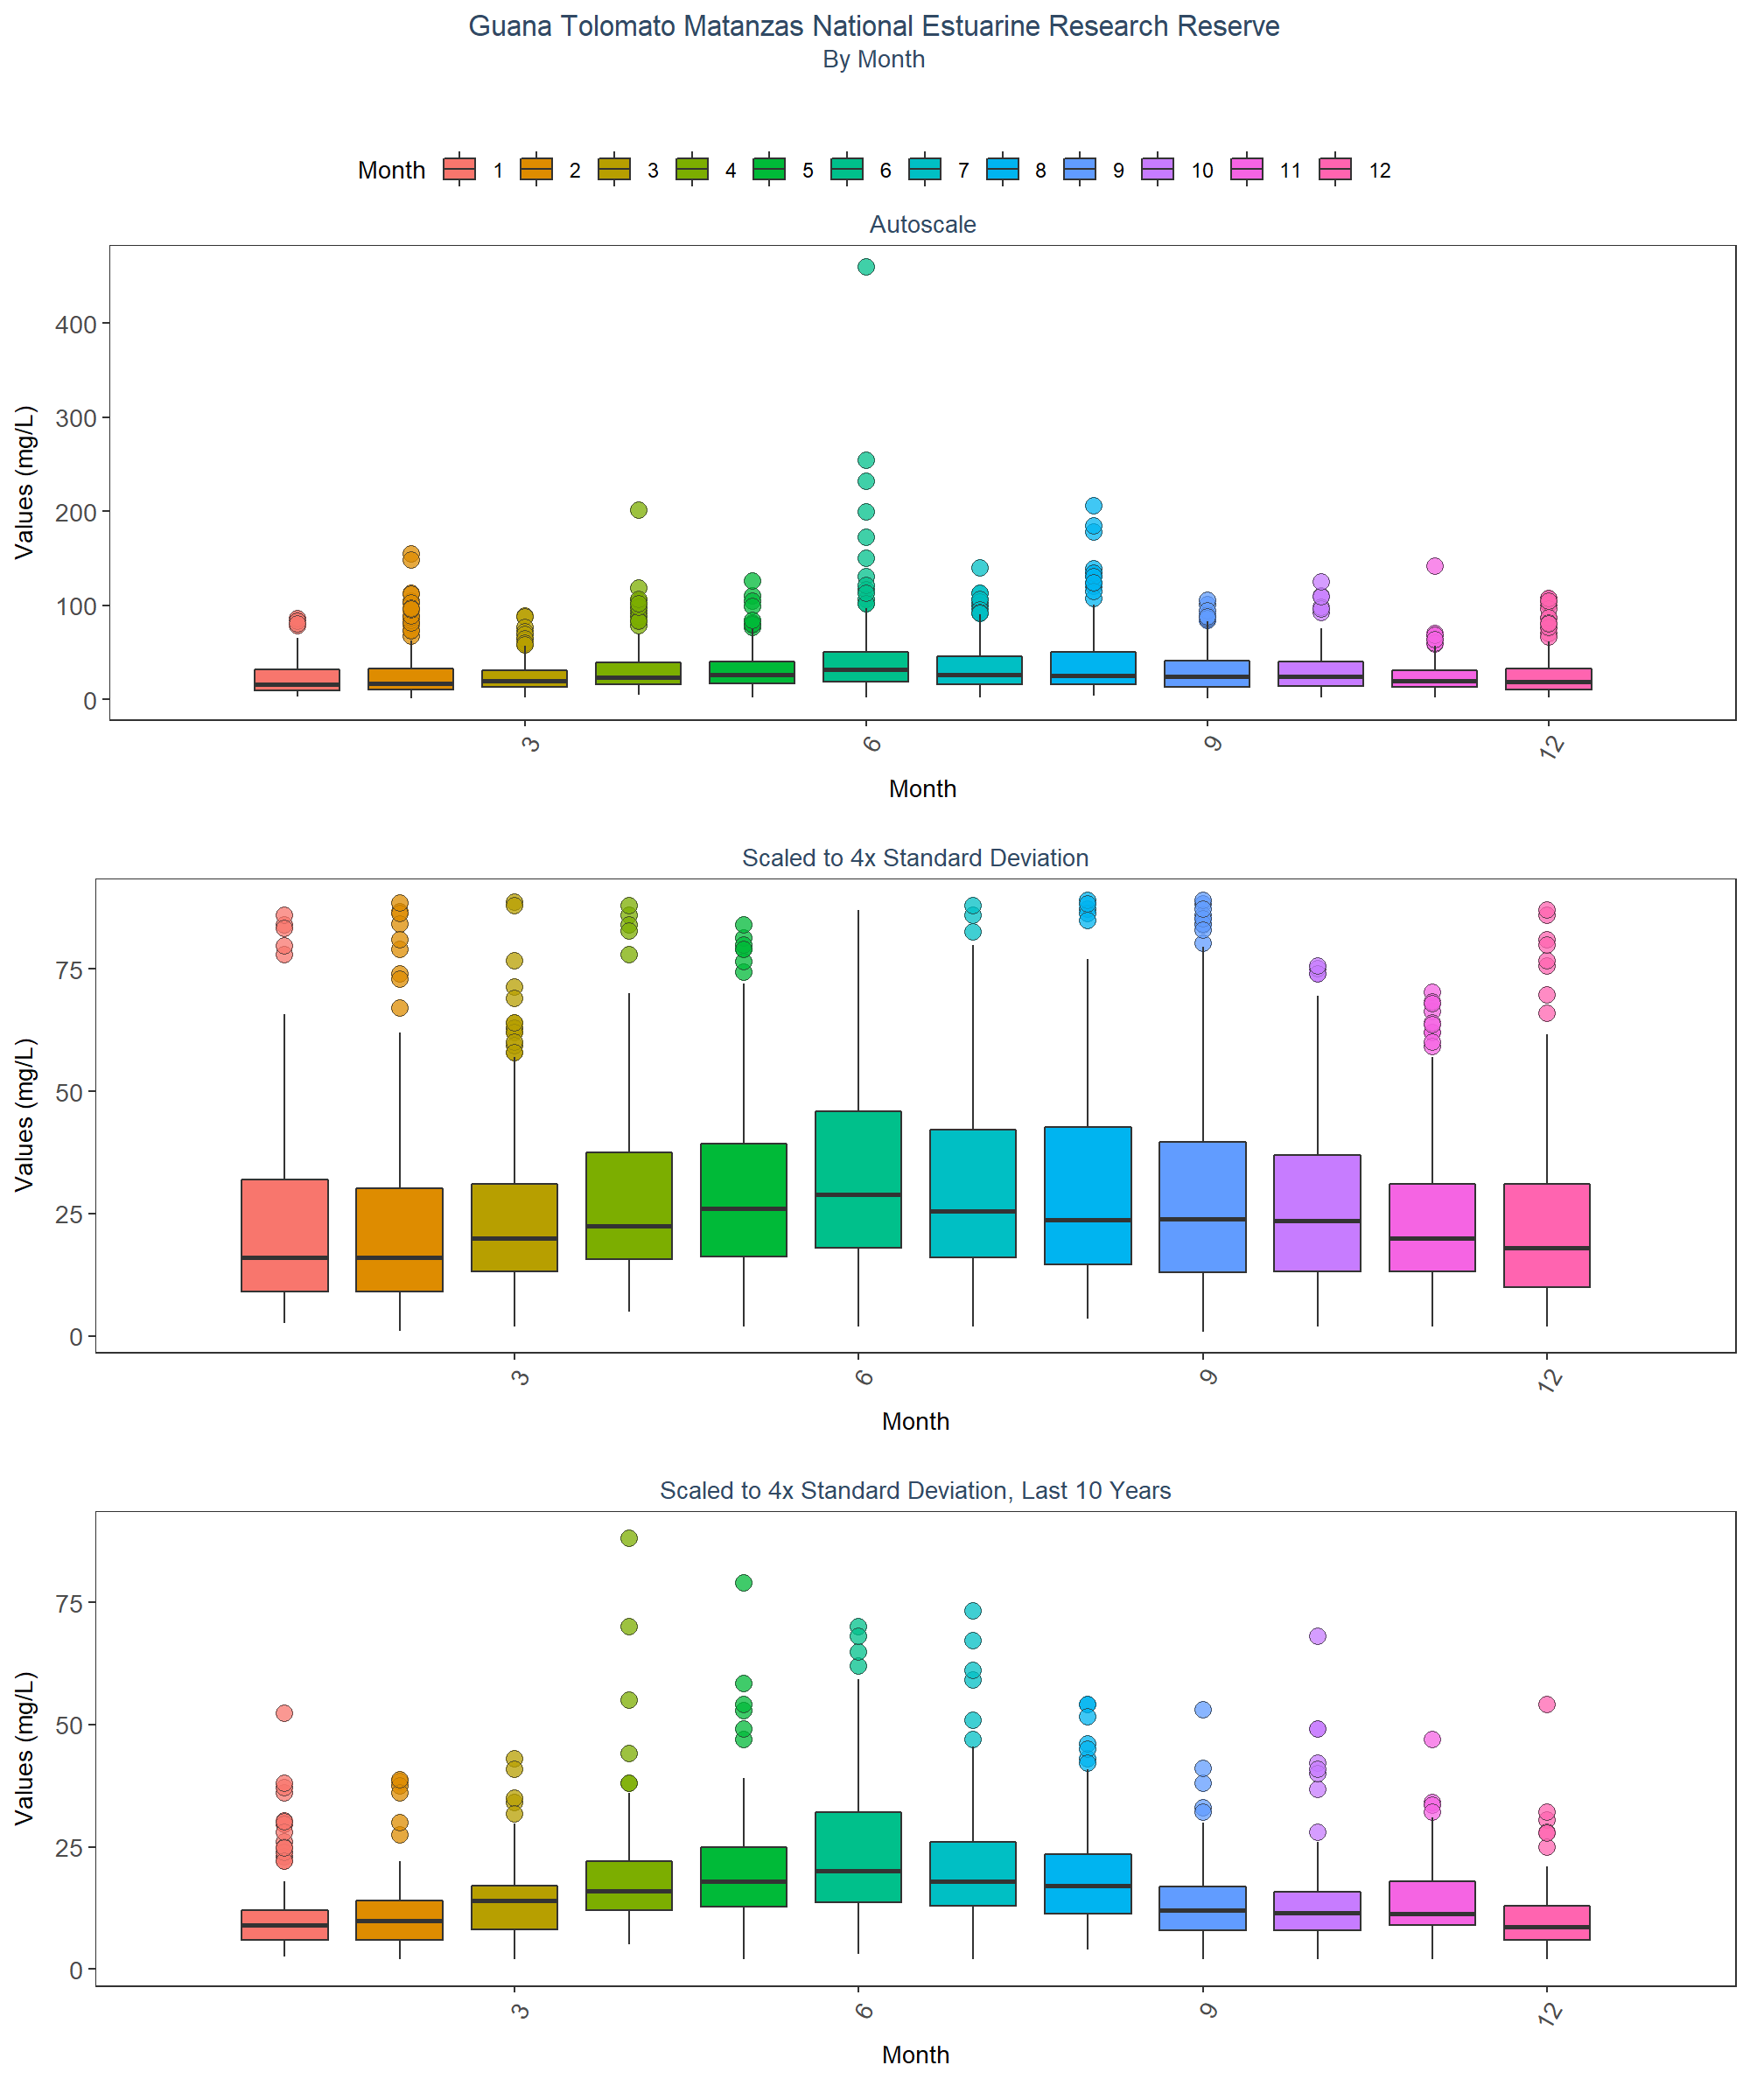 Guana Tolomato Matanzas National Estuarine Research Reserve
By Month
Month 1 2 3 4 5 6 7 8 9 10 11 12
Autoscale
Values (mg/L)
400
300
200
100
0
3 6 9 12
Month
Scaled to 4x Standard Deviation
Values (mg/L)
75
50
25
0
3 6 9 12
Month
Scaled to 4x Standard Deviation, Last 10 Years
Values (mg/L)
75
50
25
0
3 6 9 12
Month